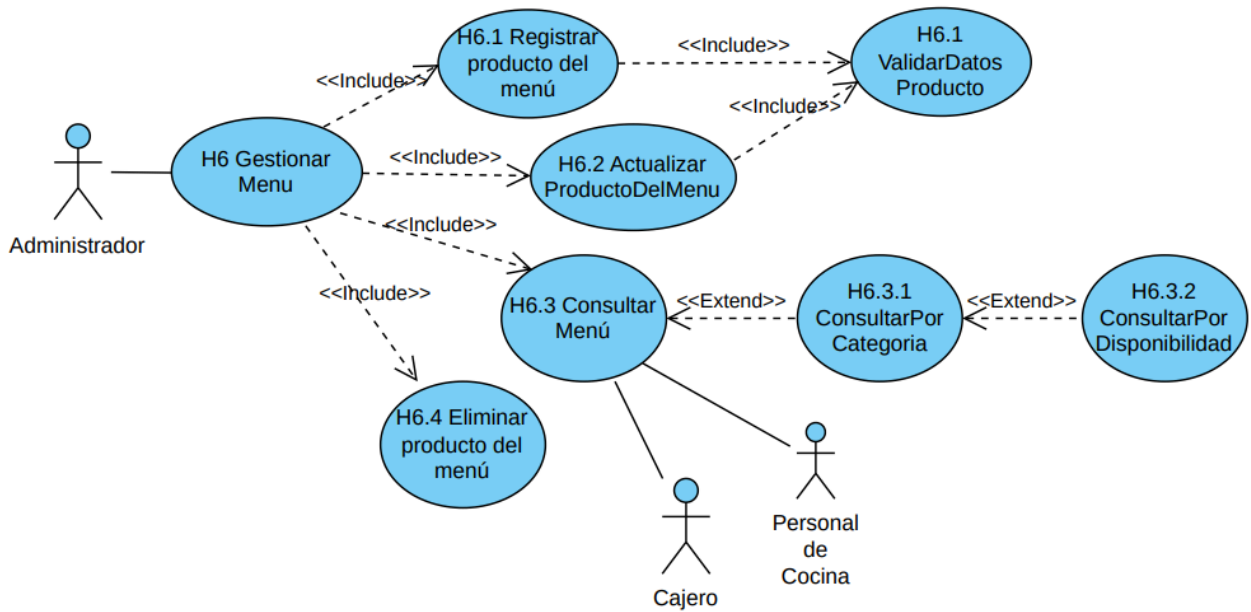 H6.1 Registrar
producto del
menú
<<Include>>
H6.1
ValidarDatos
Producto
<<Include>>
<<Include>>
H6 Gestionar
Menu
<<Include>>
H6.2 Actualizar
ProductoDelMenu
Administrador
<<Include>>
<<Include>>
H6.3 Consultar
Menú
<<Extend>>
H6.3.1
ConsultarPor
Categoria
<<Extend>>
H6.3.2
ConsultarPor
Disponibilidad
H6.4 Eliminar
producto del
menú
Personal
de
Cocina
Cajero